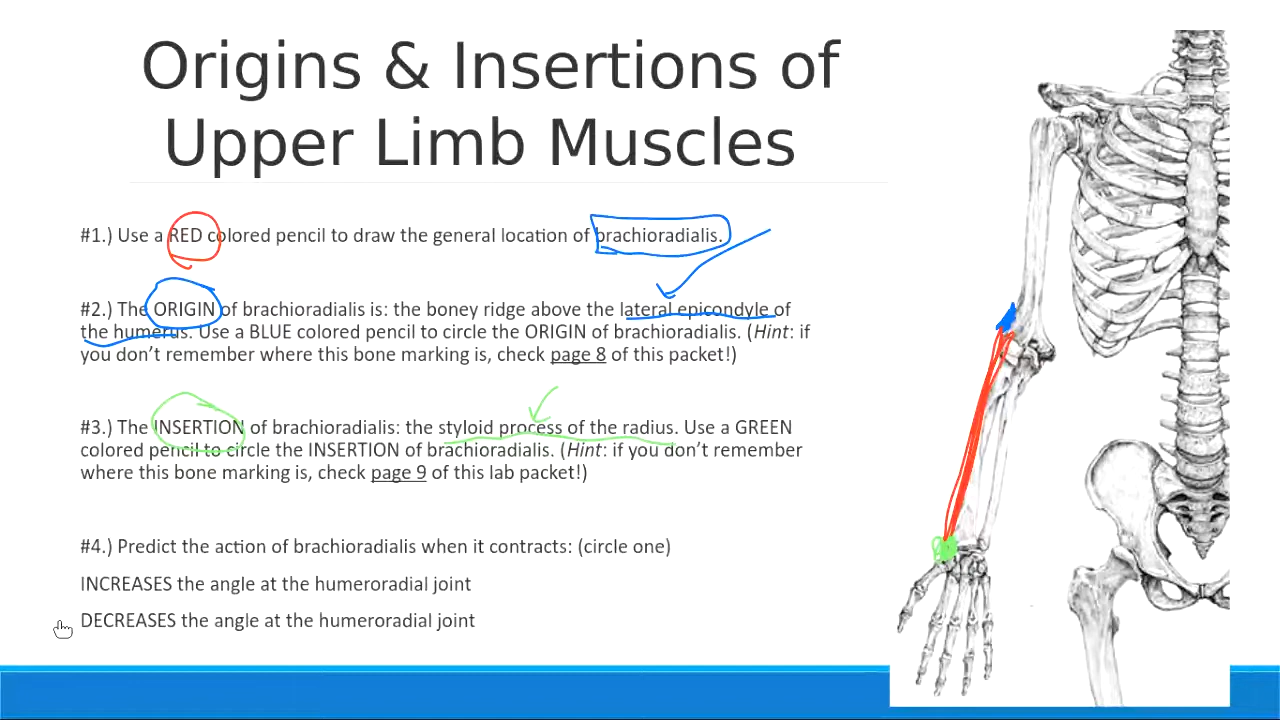 Origins & Insertions of
Upper Limb Muscles
#1.) Use a RED colored pencil to draw the general location of brachioradialis.
#2.) The ORIGIN of brachioradialis is: the boney ridge above the lateral epicondyle of
the humerus. Use a BLUE colored pencil to circle the ORIGIN of brachioradialis. (Hint: if
you don’t remember where this bone marking is, check page 8 of this packet!)
#3.) The INSERTION of brachioradialis: the styloid process of the radius. Use a GREEN
colored pencil to circle the INSERTION of brachioradialis. (Hint: if you don’t remember
where this bone marking is, check page 9 of this lab packet!)
#4.) Predict the action of brachioradialis when it contracts: (circle one)
INCREASES the angle at the humeroradial joint
DECREASES the angle at the humeroradial joint